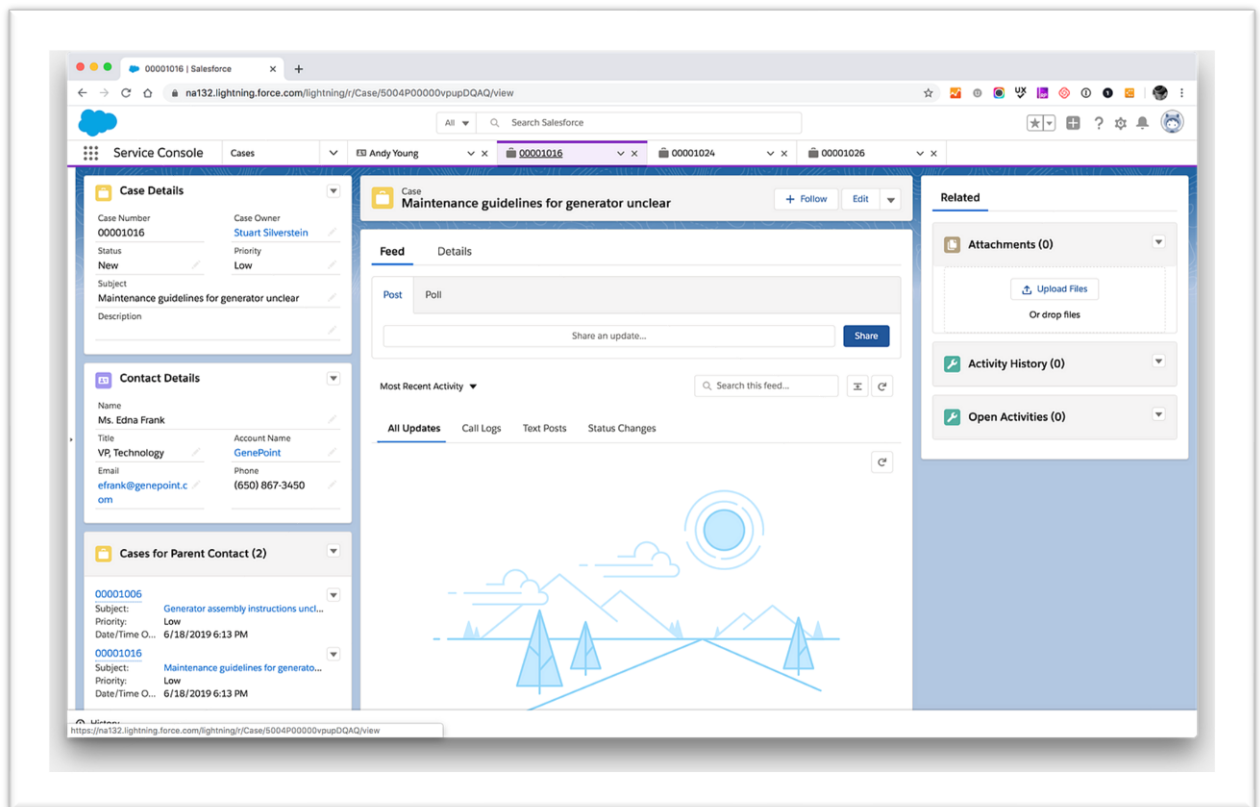 00001016 | Salesforce
na132.lightning.force.com/lightning/r/Case/5004P00000vpupDQAQ/view
All
Search Salesforce
Service Console
Cases
Andy Young
00001016
00001024
00001026
Case Details
Case Number
Case Owner
00001016
Stuart Silverstein
Status
Priority
New
Low
Subject
Maintenance guidelines for generator unclear
Description
Contact Details
Name
Ms. Edna Frank
Title
Account Name
VP, Technology
GenePoint
Email
Phone
efrank@genepoint.c
om
(650) 867-3450
Cases for Parent Contact (2)
00001006
Subject: Generator assembly instructions uncl...
Priority: Low
Date/Time O... 6/18/2019 6:13 PM
00001016
Subject: Maintenance guidelines for generato...
Priority: Low
Date/Time O... 6/18/2019 6:13 PM
Case
Maintenance guidelines for generator unclear
+ Follow
Edit
Feed
Details
Post
Poll
Share an update...
Share
Most Recent Activity
Search this feed...
All Updates
Call Logs
Text Posts
Status Changes
Related
Attachments (0)
Upload Files
Or drop files
Activity History (0)
Open Activities (0)
History
https://na132.lightning.force.com/lightning/r/Case/5004P00000vpupDQAQ/view